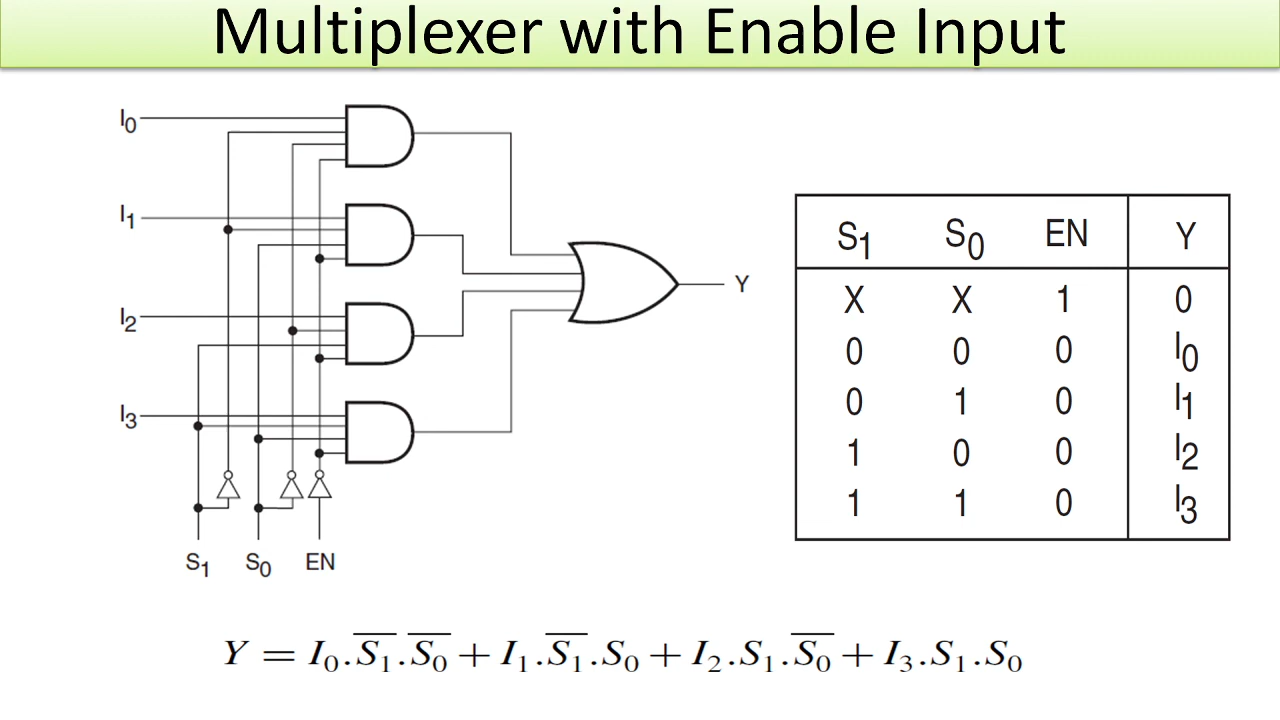 Multiplexer with Enable Input
I0
I1
I2
I3
Y
S1 S0 EN
S1 S0 EN Y
X X 1 0
0 0 0 I0
0 1 0 I1
1 0 0 I2
1 1 0 I3
Y = I₀.S̅₁.S̅₀ + I₁.S̅₁.S₀ + I₂.S₁.S̅₀ + I₃.S₁.S₀